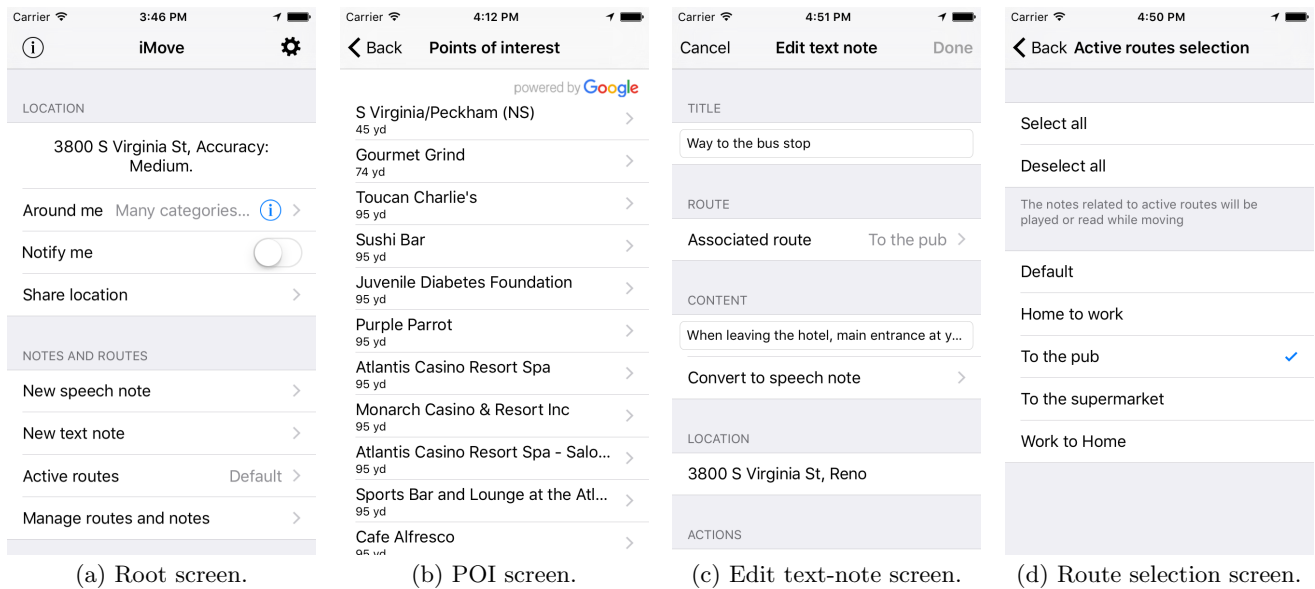 Carrier 3:46 PM
iMove
LOCATION
3800 S Virginia St, Accuracy:
Medium.
Around me Many categories...
Notify me
Share location
NOTES AND ROUTES
New speech note
New text note
Active routes Default
Manage routes and notes
(a) Root screen.
Carrier 4:12 PM
Back Points of interest
powered by Google
S Virginia/Peckham (NS)
45 yd
Gourmet Grind
74 yd
Toucan Charlie's
95 yd
Sushi Bar
95 yd
Juvenile Diabetes Foundation
95 yd
Purple Parrot
95 yd
Atlantis Casino Resort Spa
95 yd
Monarch Casino & Resort Inc
95 yd
Atlantis Casino Resort Spa - Salo...
95 yd
Sports Bar and Lounge at the Atl...
95 yd
Cafe Alfresco
95 yd
(b) POI screen.
Carrier 4:51 PM
Cancel Edit text note Done
TITLE
Way to the bus stop
ROUTE
Associated route To the pub
CONTENT
When leaving the hotel, main entrance at y...
Convert to speech note
LOCATION
3800 S Virginia St, Reno
ACTIONS
(c) Edit text-note screen.
Carrier 4:50 PM
Back Active routes selection
Select all
Deselect all
The notes related to active routes will be
played or read while moving
Default
Home to work
To the pub
To the supermarket
Work to Home
(d) Route selection screen.